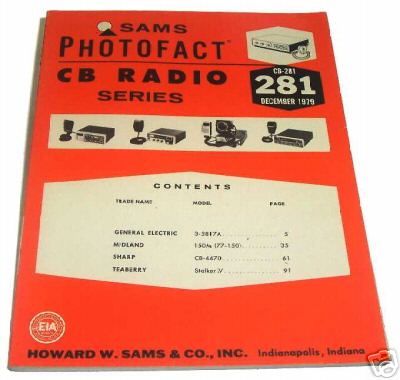 SAMS
PHOTOFACT
CB RADIO
SERIES
CB-281
281
DECEMBER 1979
CONTENTS
TRADE NAME MODEL PAGE
GENERAL ELECTRIC 3-5817A 5
MIDLAND 150M (77-150) 35
SHARP CB-4670 61
TEABERRY Stalker V 91
EIA
HOWARD W. SAMS & CO., INC. Indianapolis, Indiana